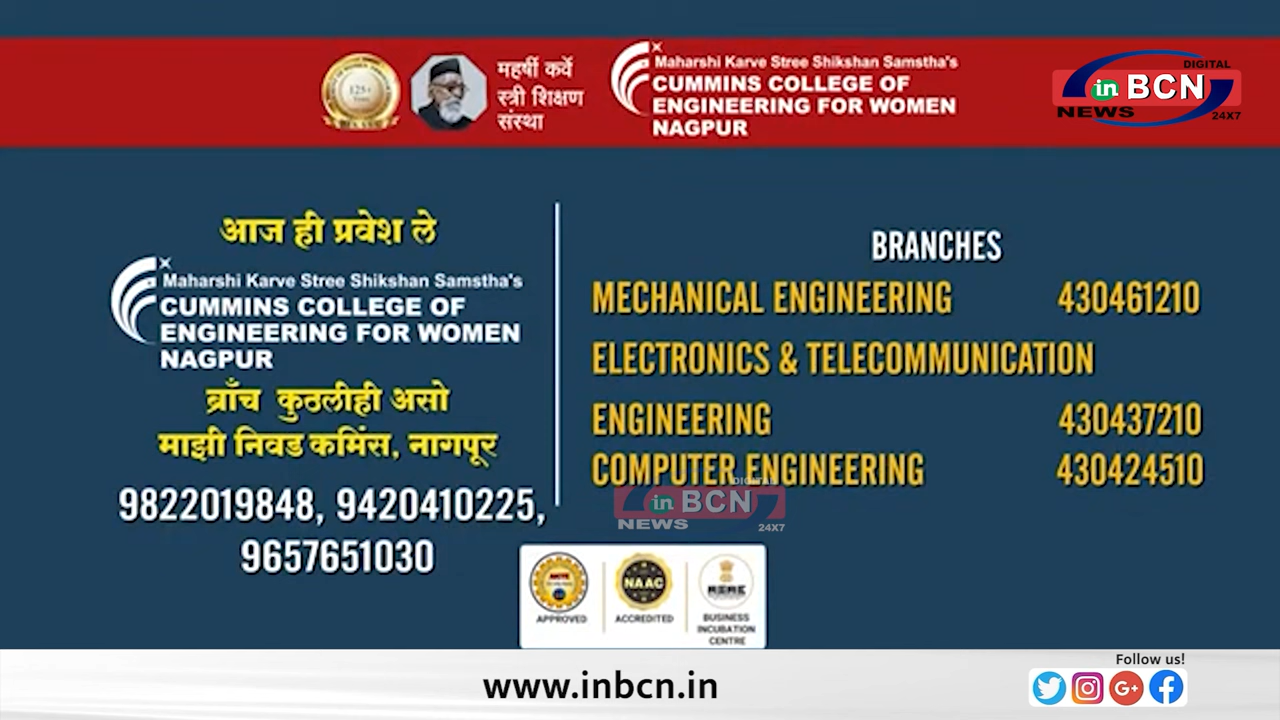 महर्षी कर्वे
स्त्री शिक्षण
संस्था
Maharshi Karve Stree Shikshan Samstha's
CUMMINS COLLEGE OF
ENGINEERING FOR WOMEN
NAGPUR
DIGITAL
in BCN
NEWS
24X7
आज ही प्रवेश ले
Maharshi Karve Stree Shikshan Samstha's
CUMMINS COLLEGE OF
ENGINEERING FOR WOMEN
NAGPUR
ब्राँच कुठलीही असो
माझी निवड कमिंस, नागपूर
9822019848, 9420410225,
9657651030
BRANCHES
MECHANICAL ENGINEERING 430461210
ELECTRONICS & TELECOMMUNICATION
ENGINEERING 430437210
COMPUTER ENGINEERING 430424510
DIGITAL
in BCN
NEWS
24X7
APPROVED
NAAC
ACCREDITED
BUSINESS
INCUBATION
CENTRE
www.inbcn.in
Follow us!